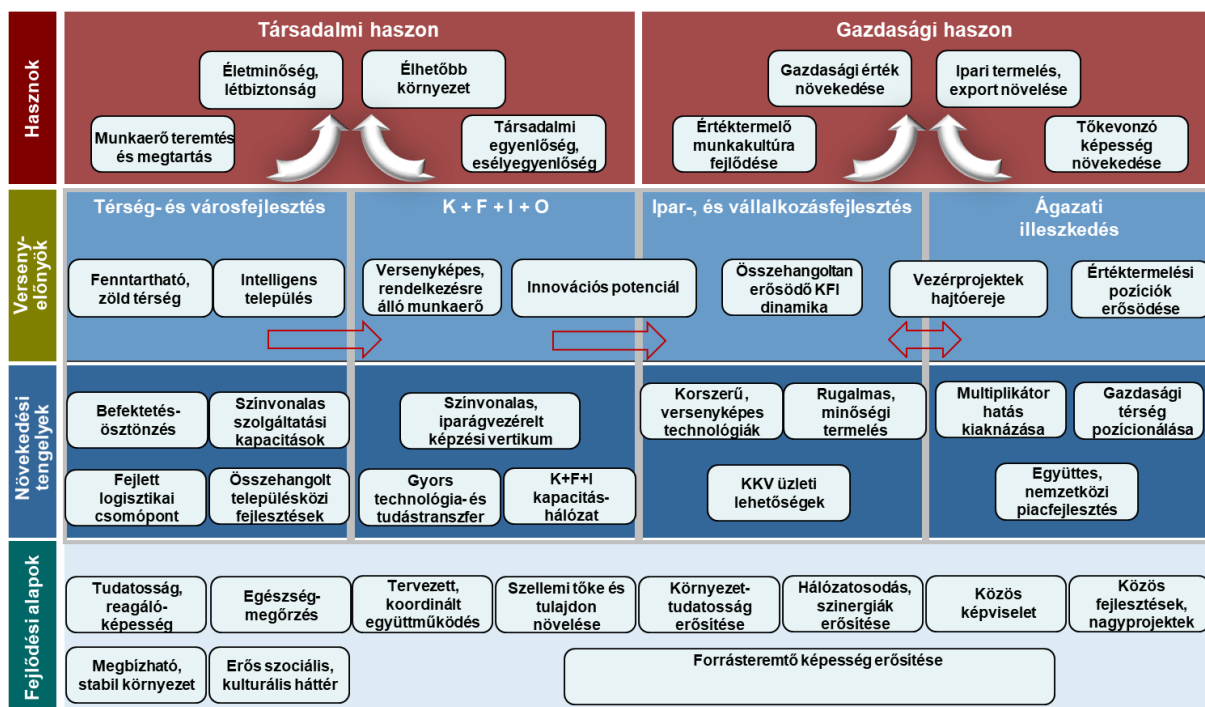 Hasznok
Társadalmi haszon
Életminőség,
létbiztonság
Élhetőbb
környezet
Munkaerő teremtés
és megtartás
Társadalmi
egyenlőség,
esélyegyenlőség
Gazdasági haszon
Gazdasági érték
növekedése
Ipari termelés,
export növelése
Értéktermelő
munkakultúra
fejlődése
Tőkevonzó
képesség
növekedése
Verseny-
előnyök
Térség- és városfejlesztés
Fenntartható,
zöld térség
Intelligens
település
K + F + I + O
Versenyképes,
rendelkezésre
álló munkaerő
Innovációs potenciál
Ipar-, és vállalkozásfejlesztés
Összehangoltan
erősödő KFI
dinamika
Vezérprojektek
hajtóereje
Ágazati
illeszkedés
Értéktermelési
pozíciók
erősödése
Növekedési
tengelyek
Befektetés-
ösztönzés
Színvonalas
szolgáltatási
kapacitások
Fejlett
logisztikai
csomópont
Összehangolt
településközi
fejlesztések
Színvonalas,
iparágvezérelt
képzési vertikum
Gyors
technológia- és
tudástranszfer
K+F+I
kapacitás-
hálózat
Korszerű,
versenyképes
technológiák
Rugalmas,
minőségi
termelés
KKV üzleti
lehetőségek
Multiplikátor
hatás
kiaknázása
Gazdasági
térség
pozícionálása
Együttes,
nemzetközi
piacfejlesztés
Fejlődési alapok
Tudatosság,
reagáló-
képesség
Egészség-
megőrzés
Tervezett,
koordinált
együttműködés
Szellemi tőke és
tulajdon
növelése
Környezet-
tudatosság
erősítése
Hálózatosodás,
szinergiák
erősítése
Közös
képviselet
Közös
fejlesztések,
nagyprojektek
Megbízható,
stabil környezet
Erős szociális,
kulturális háttér
Forrásteremtő képesség erősítése